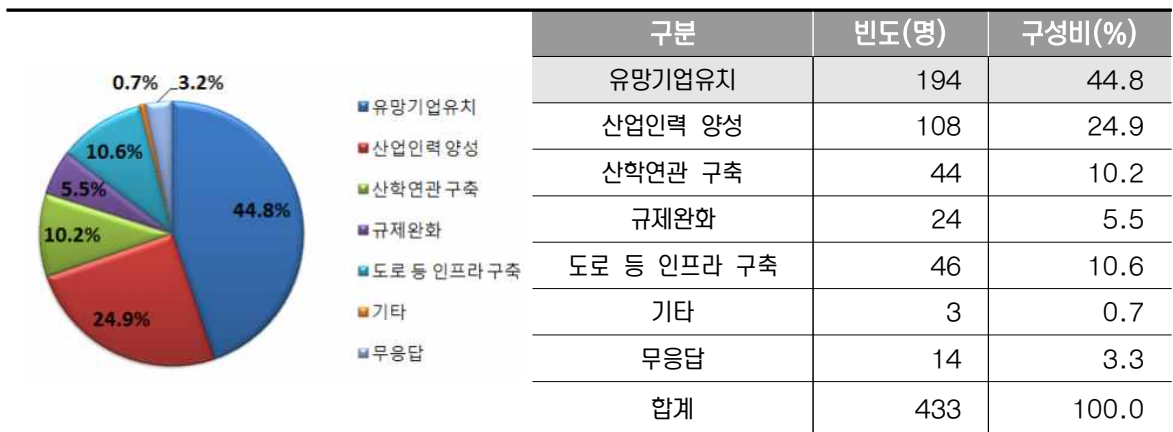 0.7% 3.2%
10.6%
5.5%
10.2%
24.9%
44.8%
유망기업유치
산업인력 양성
산학연관 구축
규제완화
도로 등 인프라 구축
기타
무응답
구분 빈도(명) 구성비(%)
유망기업유치 194 44.8
산업인력 양성 108 24.9
산학연관 구축 44 10.2
규제완화 24 5.5
도로 등 인프라 구축 46 10.6
기타 3 0.7
무응답 14 3.3
합계 433 100.0